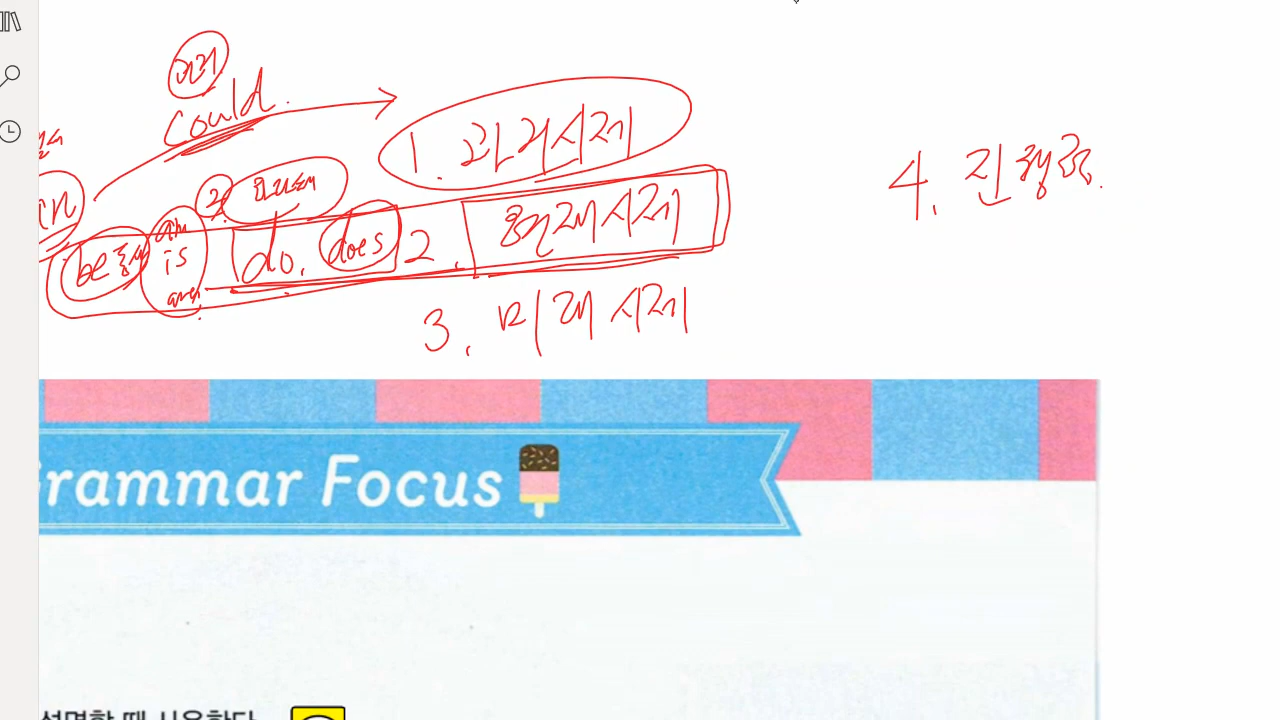 과거
could.
1. 과거시제
4. 진행중.
2.
be동사
am
is
are
do. does
2. 현재시제
3. 미래시제
Grammar Focus
설명할 때 사용한다.